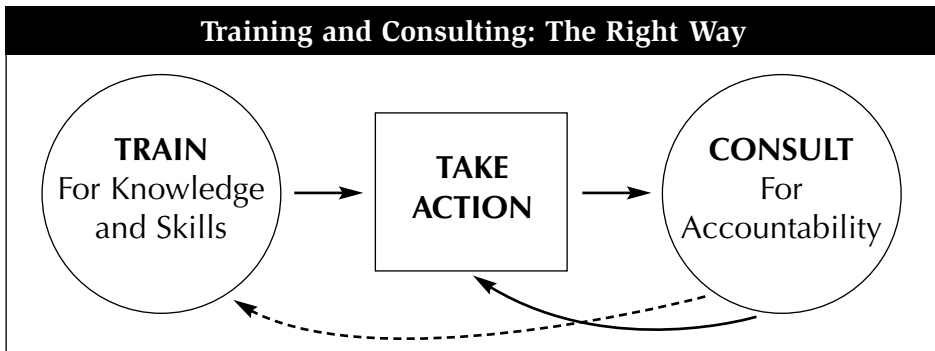 Training and Consulting: The Right Way
TRAIN
For Knowledge
and Skills
TAKE
ACTION
CONSULT
For
Accountability